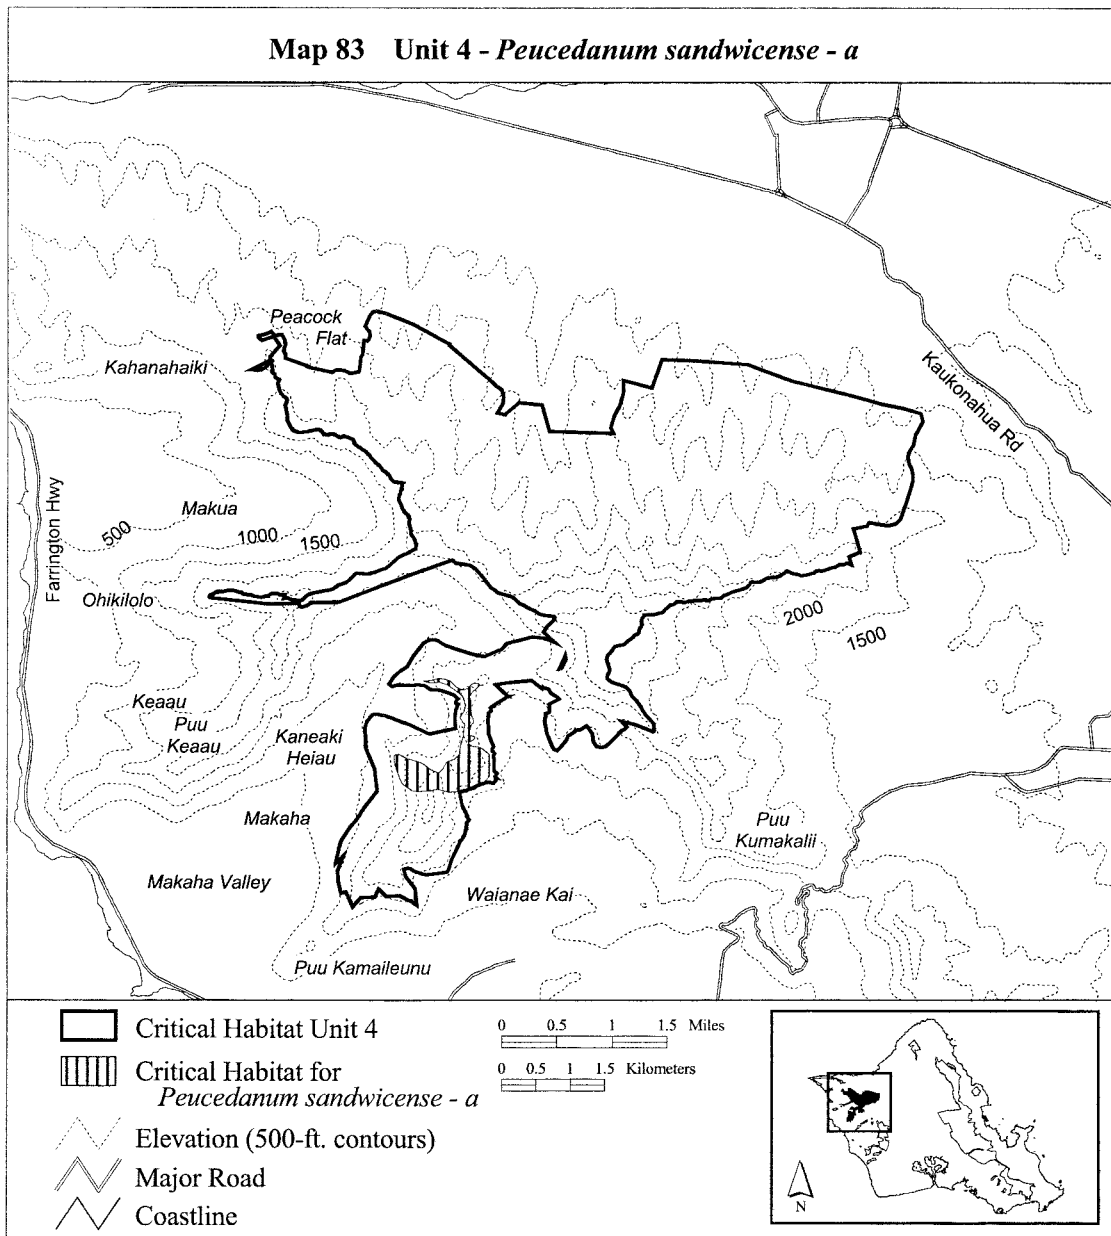 Map 83 Unit 4 - Peucedanum sandwicense - a
Peacock
Flat
Kahanahaiki
Kaukonahua Rd
Farrington Hwy
Makua
500
1000
1500
Ohikilolo
2000
1500
Keaau
Puu
Keaau
Kaneaki
Heiau
Makaha
Puu
Kumakalii
Makaha Valley
Waianae Kai
Puu Kamaileunu
Critical Habitat Unit 4
Critical Habitat for
Peucedanum sandwicense - a
Elevation (500-ft. contours)
Major Road
Coastline
0 0.5 1 1.5 Miles
0 0.5 1 1.5 Kilometers
N